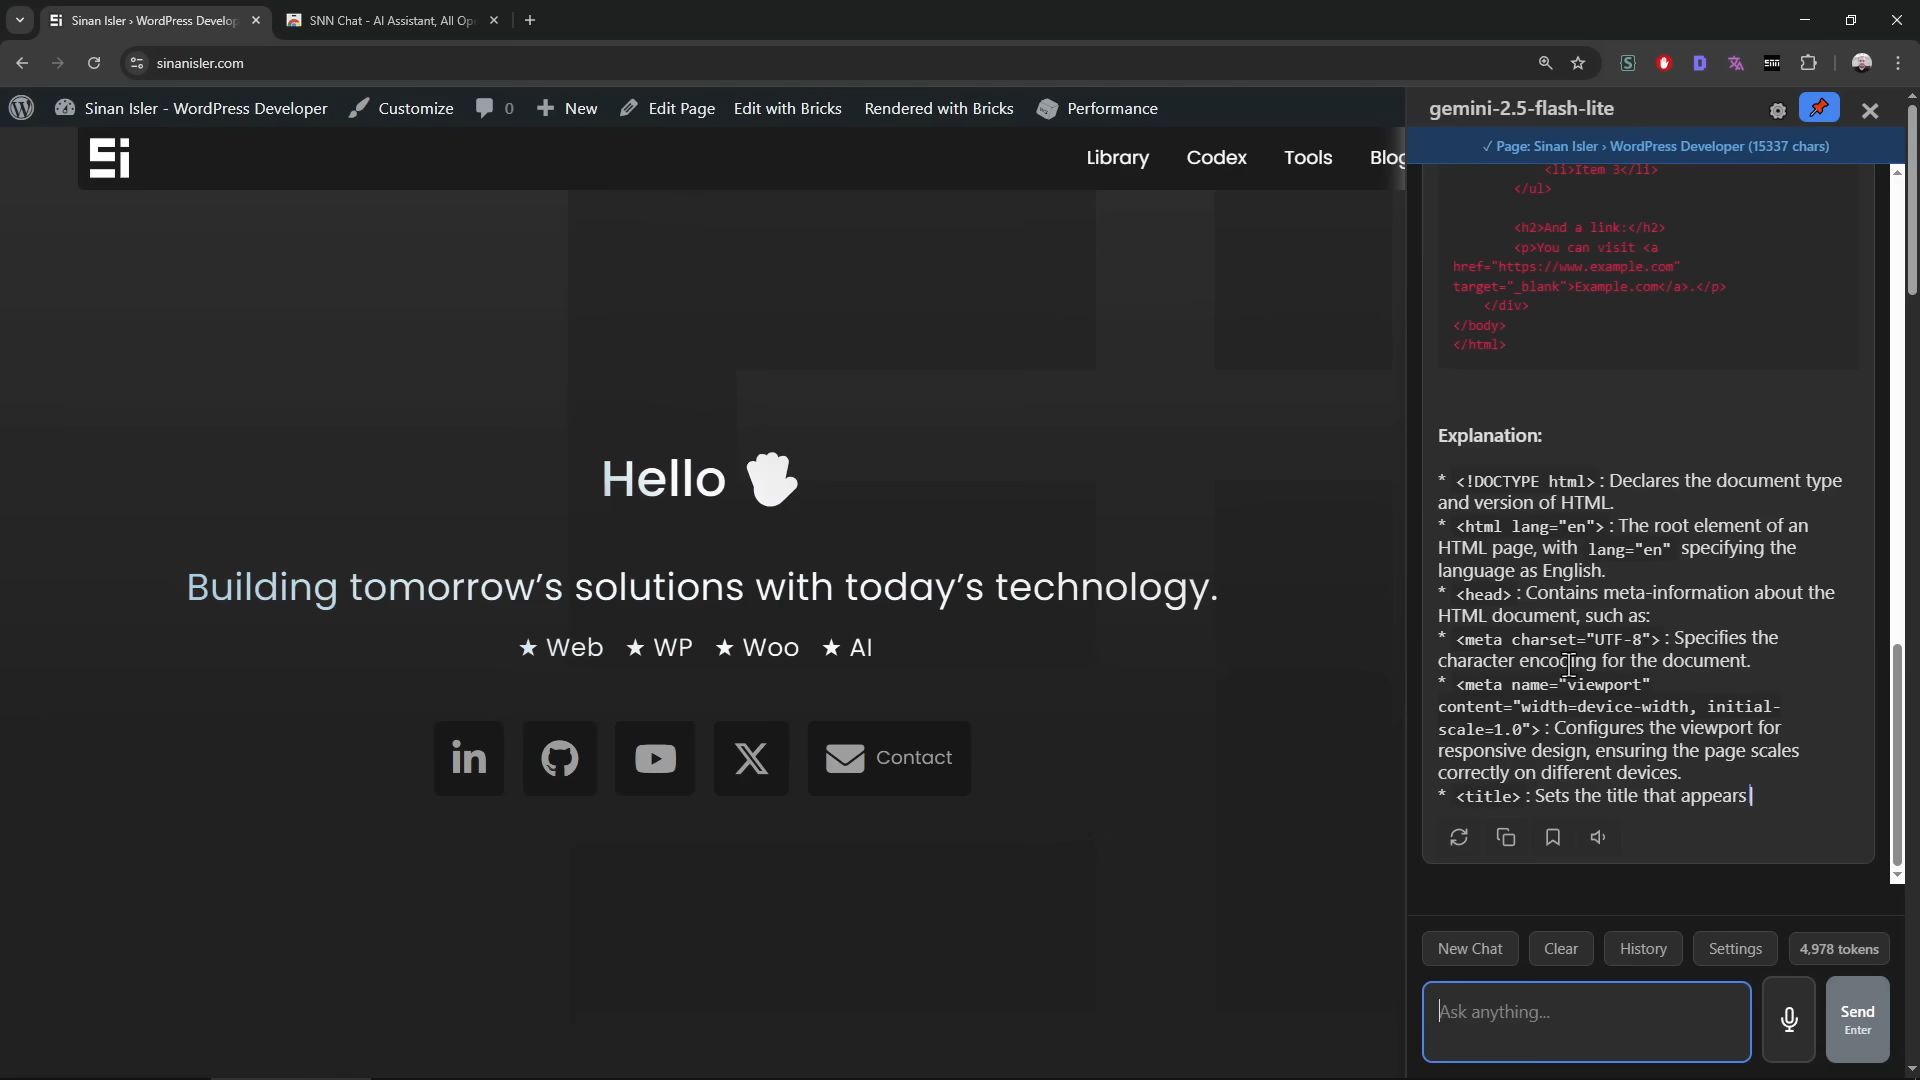 Sinan Isler › WordPress Develop
SNN Chat - AI Assistant, All Op
sinanisler.com
Sinan Isler - WordPress Developer
Customize
0
New
Edit Page
Edit with Bricks
Rendered with Bricks
Performance
Si
Library
Codex
Tools
Blog
Hello
Building tomorrow’s solutions with today’s technology.
★ Web ★ WP ★ Woo ★ AI
Contact
gemini-2.5-flash-lite
✓ Page: Sinan Isler › WordPress Developer (15337 chars)
<li>Item 3</li>
</ul>
<h2>And a link:</h2>
<p>You can visit <a
href="https://www.example.com"
target="_blank">Example.com</a>.</p>
</div>
</body>
</html>
Explanation:
* <!DOCTYPE html> : Declares the document type
and version of HTML.
* <html lang="en"> : The root element of an
HTML page, with lang="en" specifying the
language as English.
* <head> : Contains meta-information about the
HTML document, such as:
* <meta charset="UTF-8"> : Specifies the
character encoding for the document.
* <meta name="viewport"
content="width=device-width, initial-
scale=1.0"> : Configures the viewport for
responsive design, ensuring the page scales
correctly on different devices.
* <title> : Sets the title that appears
New Chat
Clear
History
Settings
4,978 tokens
Ask anything...
Send
Enter